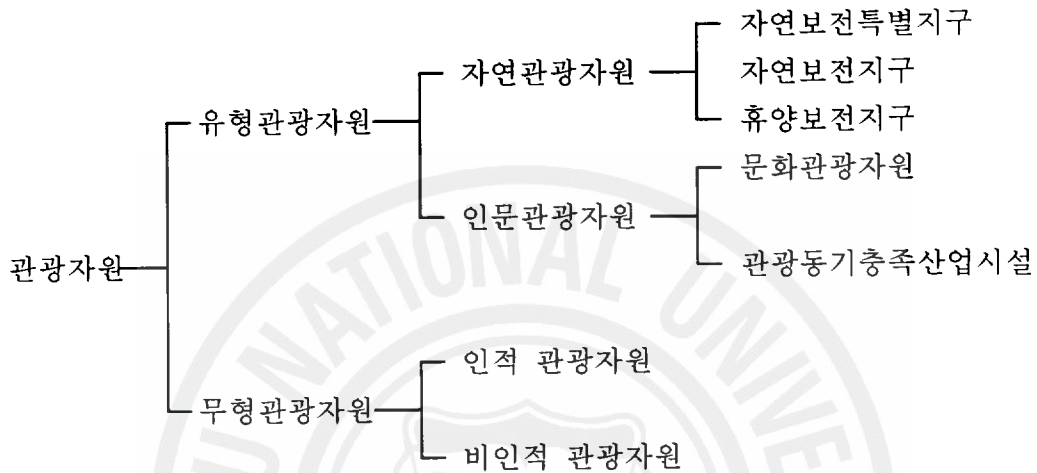 자연보전특별지구
자연관광자원
자연보전지구
유형관광자원
휴양보전지구
문화관광자원
인문관광자원
관광자원
관광동기충족산업시설
인적 관광자원
무형관광자원
비인적 관광자원
U NATIONAL UNIVE